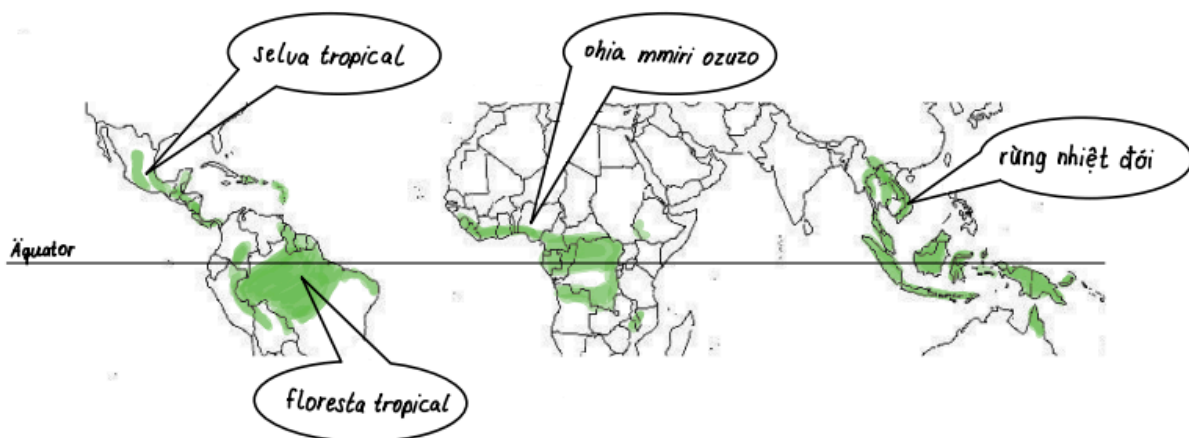 selva tropical
ohia mmiri ozuzo
rừng nhiệt đới
Äquator
floresta tropical